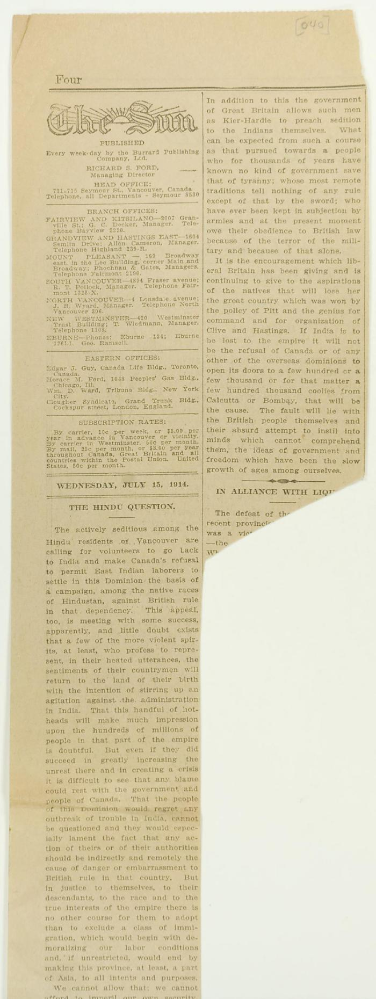 [040]
Four
The Sun
PUBLISHED
Every week-day by the Burrard Publishing
Company, Ltd.
RICHARD S. FORD,
Managing Director
HEAD OFFICE:
711-715 Seymour St., Vancouver, Canada
Telephone, all Departments - Seymour 8530
BRANCH OFFICES:
FAIRVIEW AND KITSILANO—2007 Gran-
ville St.; G. C. Decker, Manager. Tele-
phone Bayview 2220.
GRANDVIEW AND HASTINGS EAST—1604
Semlin Drive; Allen Cameron, Manager.
Telephone Highland 239-R.
MOUNT PLEASANT — 169 Broadway
east, in the Lee Building, corner Main and
Broadway; Phochnau & Gates, Managers.
Telephone Fairmont 2190.
SOUTH VANCOUVER—4894 Fraser avenue;
R. T. Pollock, Manager. Telephone Fair-
mont 1325-X.
NORTH VANCOUVER—4 Lonsdale avenue;
J. B. Wyard, Manager. Telephone North
Vancouver 306.
NEW WESTMINSTER—420 Westminster
Trust Building; T. Wiedmann, Manager.
Telephone 1108.
EBURNE—Phones: Eburne 124; Eburne
126L1. Geo. Ramsell.
EASTERN OFFICES:
Edgar J. Guy, Canada Life Bldg., Toronto,
Canada.
Horace M. Ford, 1048 Peoples' Gas Bldg.,
Chicago, Ill.
Wm. D. Ward, Tribune Bldg., New York
City.
Clougher Syndicate, Grand Trunk Bldg.,
Cockspur street, London, England.
SUBSCRIPTION RATES:
By carrier, 10c per week, or $5.00 per
year in advance in Vancouver or vicinity.
By carrier in Westminster, 50c per month.
By mail, 25c per month, or $3.00 per year
throughout Canada, Great Britain and all
countries within the Postal Union. United
States, 50c per month.
WEDNESDAY, JULY 15, 1914.
THE HINDU QUESTION.
The actively seditious among the
Hindu residents of Vancouver are
calling for volunteers to go back
to India and make Canada's refusal
to permit East Indian laborers to
settle in this Dominion the basis of
a campaign, among the native races
of Hindustan, against British rule
in that dependency. This appeal,
too, is meeting with some success,
apparently, and little doubt exists
that a few of the more violent spir-
its, at least, who profess to repre-
sent, in their heated utterances, the
sentiments of their countrymen will
return to the land of their birth
with the intention of stirring up an
agitation against the administration
in India. That this handful of hot-
heads will make much impression
upon the hundreds of millions of
people in that part of the empire
is doubtful. But even if they did
succeed in greatly increasing the
unrest there and in creating a crisis
it is difficult to see that any blame
could rest with the government and
people of Canada. That the people
of this Dominion would regret any
outbreak of trouble in India, cannot
be questioned and they would espec-
ially lament the fact that any ac-
tion of theirs or of their authorities
should be indirectly and remotely the
cause of danger or embarrassment to
British rule in that country. But
in justice to themselves, to their
descendants, to the race and to the
true interests of the empire there is
no other course for them to adopt
than to exclude a class of immi-
gration, which would begin with de-
moralizing our labor conditions
and, if unrestricted, would end by
making this province, at least, a part
of Asia, to all intents and purposes.
We cannot allow that; we cannot
afford to imperil our own security
In addition to this the government
of Great Britain allows such men
as Kier-Hardie to preach sedition
to the Indians themselves. What
can be expected from such a course
as that pursued towards a people
who for thousands of years have
known no kind of government save
that of tyranny; whose most remote
traditions tell nothing of any rule
except of that by the sword; who
have ever been kept in subjection by
armies and at the present moment
owe their obedience to British law
because of the terror of the mili-
tary and because of that alone.
It is the encouragement which lib-
eral Britain has been giving and is
continuing to give to the aspirations
of the natives that will lose her
the great country which was won by
the policy of Pitt and the genius for
command and for organization of
Clive and Hastings. If India is to
be lost to the empire it will not
be the refusal of Canada or of any
other of the overseas dominions to
open its doors to a few hundred or a
few thousand or for that matter a
few hundred thousand coolies from
Calcutta or Bombay, that will be
the cause. The fault will lie with
the British people themselves and
their absurd attempt to instil into
minds which cannot comprehend
them, the ideas of government and
freedom which have been the slow
growth of ages among ourselves.
IN ALLIANCE WITH
The defeat of
recent
was a
—the